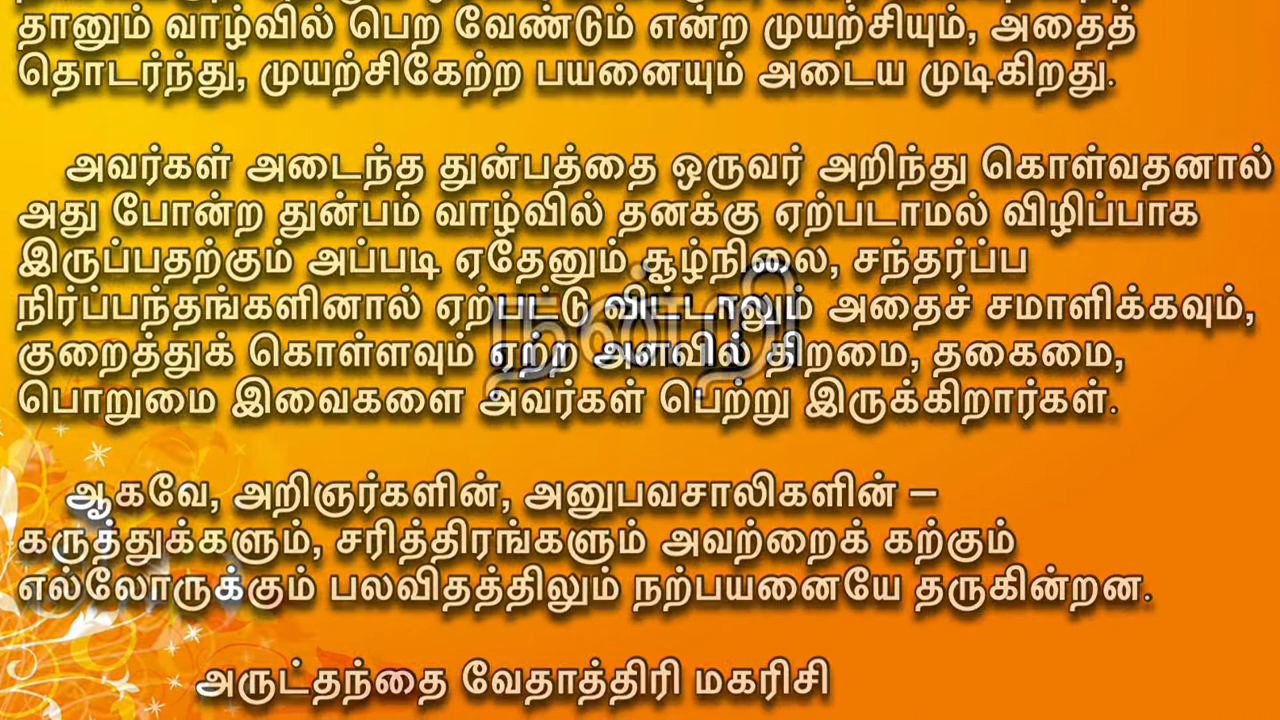 தானும் வாழ்வில் பெற வேண்டும் என்ற முயற்சியும், அதைத்
தொடர்ந்து, முயற்சிகேற்ற பயனையும் அடைய முடிகிறது.
அவர்கள் அடைந்த துன்பத்தை ஒருவர் அறிந்து கொள்வதனால்
அது போன்ற துன்பம் வாழ்வில் தனக்கு ஏற்படாமல் விழிப்பாக
இருப்பதற்கும் அப்படி ஏதேனும் சூழ்நிலை, சந்தர்ப்ப
நிர்ப்பந்தங்களினால் ஏற்பட்டு விட்டாலும் அதைச் சமாளிக்கவும்,
குறைத்துக் கொள்ளவும் ஏற்ற அளவில் திறமை, தகைமை,
பொறுமை இவைகளை அவர்கள் பெற்று இருக்கிறார்கள்.
நன்றி
ஆகவே, அறிஞர்களின், அனுபவசாலிகளின் –
கருத்துக்களும், சரித்திரங்களும் அவற்றைக் கற்கும்
எல்லோருக்கும் பலவிதத்திலும் நற்பயனையே தருகின்றன.
அருட்தந்தை வேதாத்திரி மகரிசி